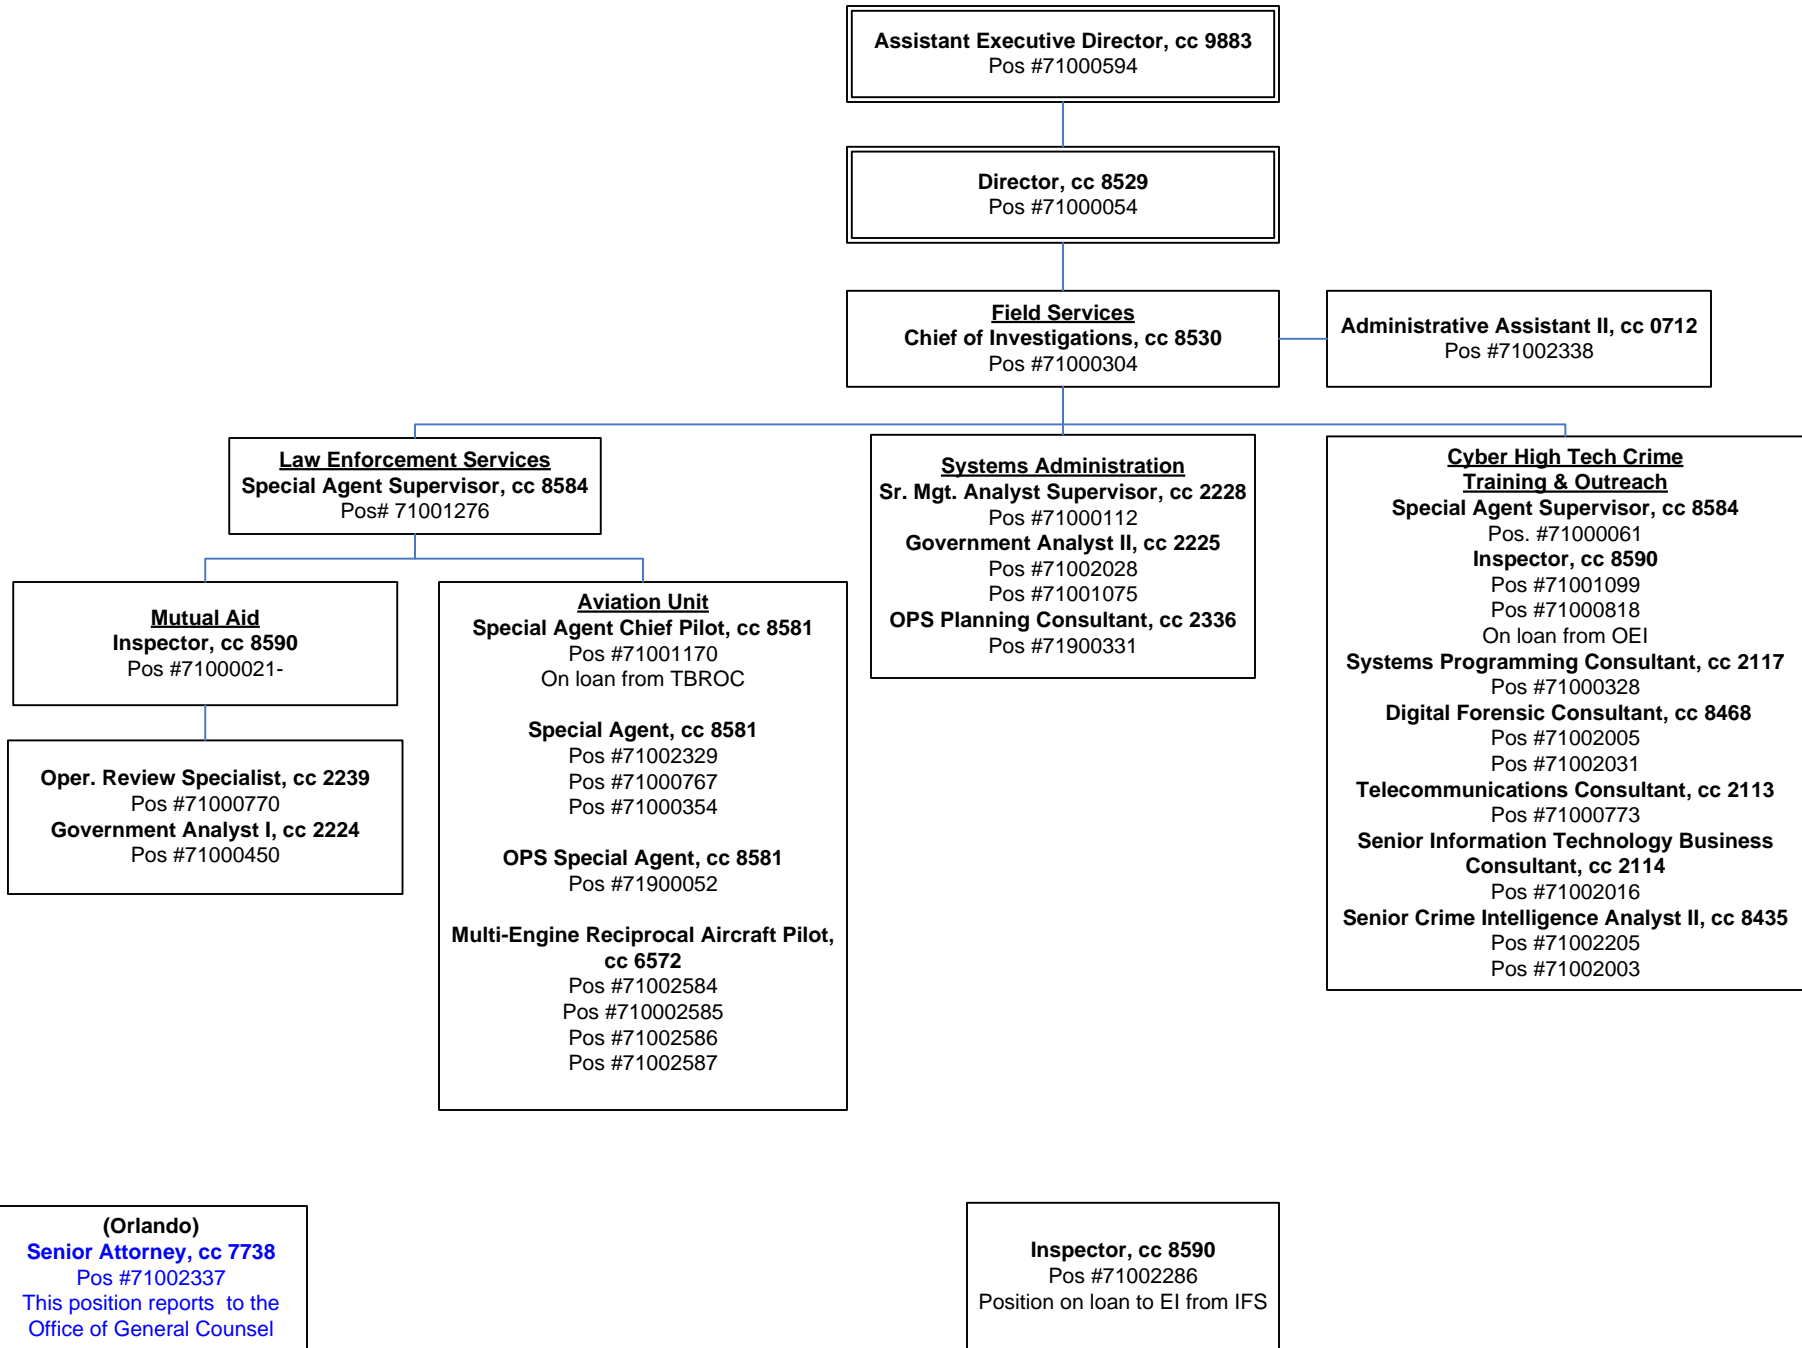 Assistant Executive Director, cc 9883
Pos #71000594
Director, cc 8529
Pos #71000054
Field Services
Chief of Investigations, cc 8530
Pos #71000304
Administrative Assistant II, cc 0712
Pos #71002338
Law Enforcement Services
Special Agent Supervisor, cc 8584
Pos# 71001276
Mutual Aid
Inspector, cc 8590
Pos #71000021-
Oper. Review Specialist, cc 2239
Pos #71000770
Government Analyst I, cc 2224
Pos #71000450
Aviation Unit
Special Agent Chief Pilot, cc 8581
Pos #71001170
On loan from TBROC
Special Agent, cc 8581
Pos #71002329
Pos #71000767
Pos #71000354
OPS Special Agent, cc 8581
Pos #71900052
Multi-Engine Reciprocal Aircraft Pilot,
cc 6572
Pos #71002584
Pos #710002585
Pos #71002586
Pos #71002587
Systems Administration
Sr. Mgt. Analyst Supervisor, cc 2228
Pos #71000112
Government Analyst II, cc 2225
Pos #71002028
Pos #71001075
OPS Planning Consultant, cc 2336
Pos #71900331
Cyber High Tech Crime
Training & Outreach
Special Agent Supervisor, cc 8584
Pos. #71000061
Inspector, cc 8590
Pos #71001099
Pos #71000818
On loan from OEI
Systems Programming Consultant, cc 2117
Pos #71000328
Digital Forensic Consultant, cc 8468
Pos #71002005
Pos #71002031
Telecommunications Consultant, cc 2113
Pos #71000773
Senior Information Technology Business
Consultant, cc 2114
Pos #71002016
Senior Crime Intelligence Analyst II, cc 8435
Pos #71002205
Pos #71002003
(Orlando)
Senior Attorney, cc 7738
Pos #71002337
This position reports  to the
Office of General Counsel
Inspector, cc 8590
Pos #71002286
Position on loan to EI from IFS